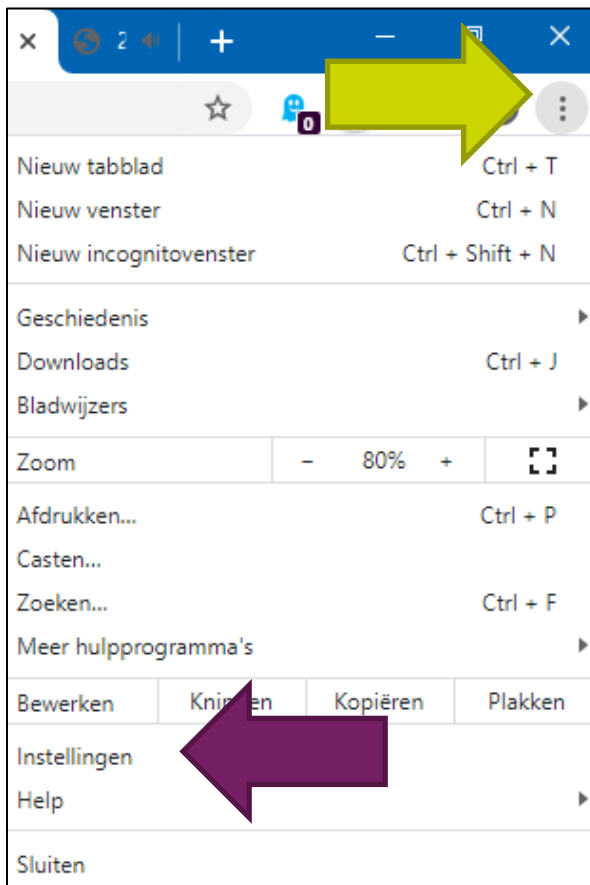 2
0
Nieuw tabblad Ctrl + T
Nieuw venster Ctrl + N
Nieuw incognitovenster Ctrl + Shift + N
Geschiedenis
Downloads Ctrl + J
Bladwijzers
Zoom - 80% +
Afdrukken... Ctrl + P
Casten...
Zoeken... Ctrl + F
Meer hulpprogramma's
Bewerken Knippen Kopiëren Plakken
Instellingen
Help
Sluiten